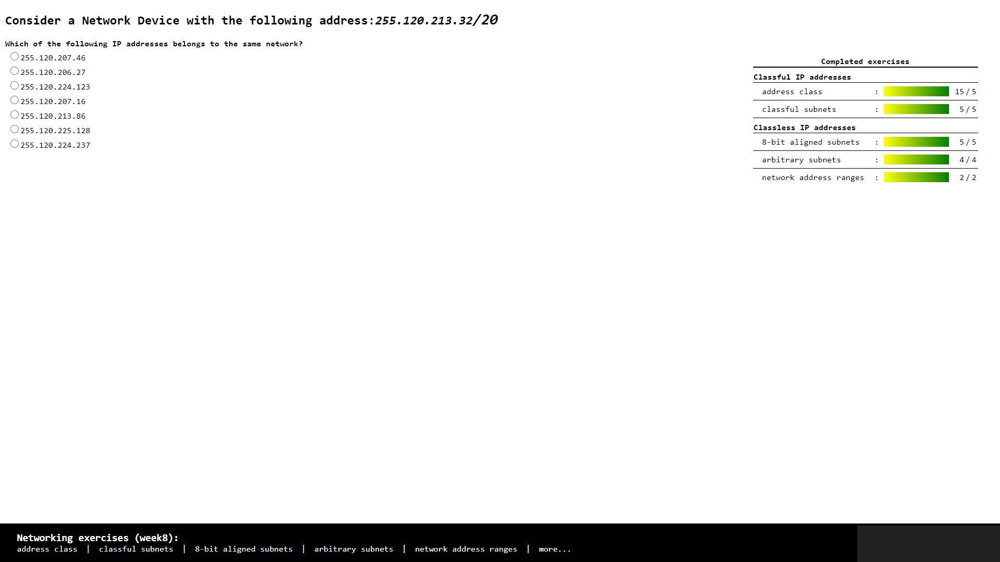 Consider a Network Device with the following address:255.120.213.32/20
Which of the following IP addresses belongs to the same network?
255.120.207.46
255.120.206.27
255.120.224.123
255.120.207.16
255.120.213.86
255.120.225.128
255.120.224.237
Completed exercises
Classful IP addresses
address class : 15 / 5
classful subnets : 5 / 5
Classless IP addresses
8-bit aligned subnets : 5 / 5
arbitrary subnets : 4 / 4
network address ranges : 2 / 2
Networking exercises (week8):
address class | classful subnets | 8-bit aligned subnets | arbitrary subnets | network address ranges | more...